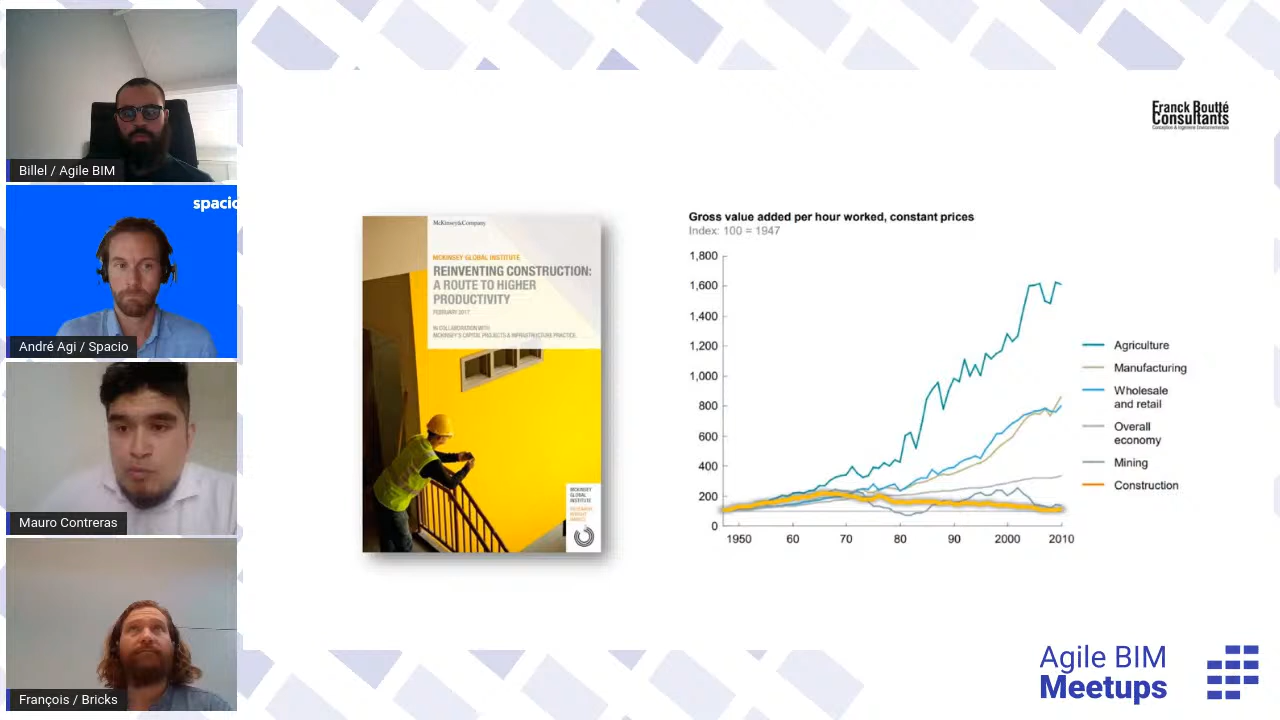 Billel / Agile BIM
spacio
André Agi / Spacio
Mauro Contreras
François / Bricks
Franck Boutté
Consultants
Conception & Ingénierie Environnementales
McKinsey&Company
MCKINSEY GLOBAL INSTITUTE
REINVENTING CONSTRUCTION:
A ROUTE TO HIGHER
PRODUCTIVITY
FEBRUARY 2017
IN COLLABORATION WITH
MCKINSEY'S CAPITAL PROJECTS & INFRASTRUCTURE PRACTICE
MCKINSEY
GLOBAL
INSTITUTE
Gross value added per hour worked, constant prices
Index: 100 = 1947
1,800
1,600
1,400
1,200
1,000
800
600
400
200
0
1950 60 70 80 90 2000 2010
Agriculture
Manufacturing
Wholesale
and retail
Overall
economy
Mining
Construction
Agile BIM
Meetups